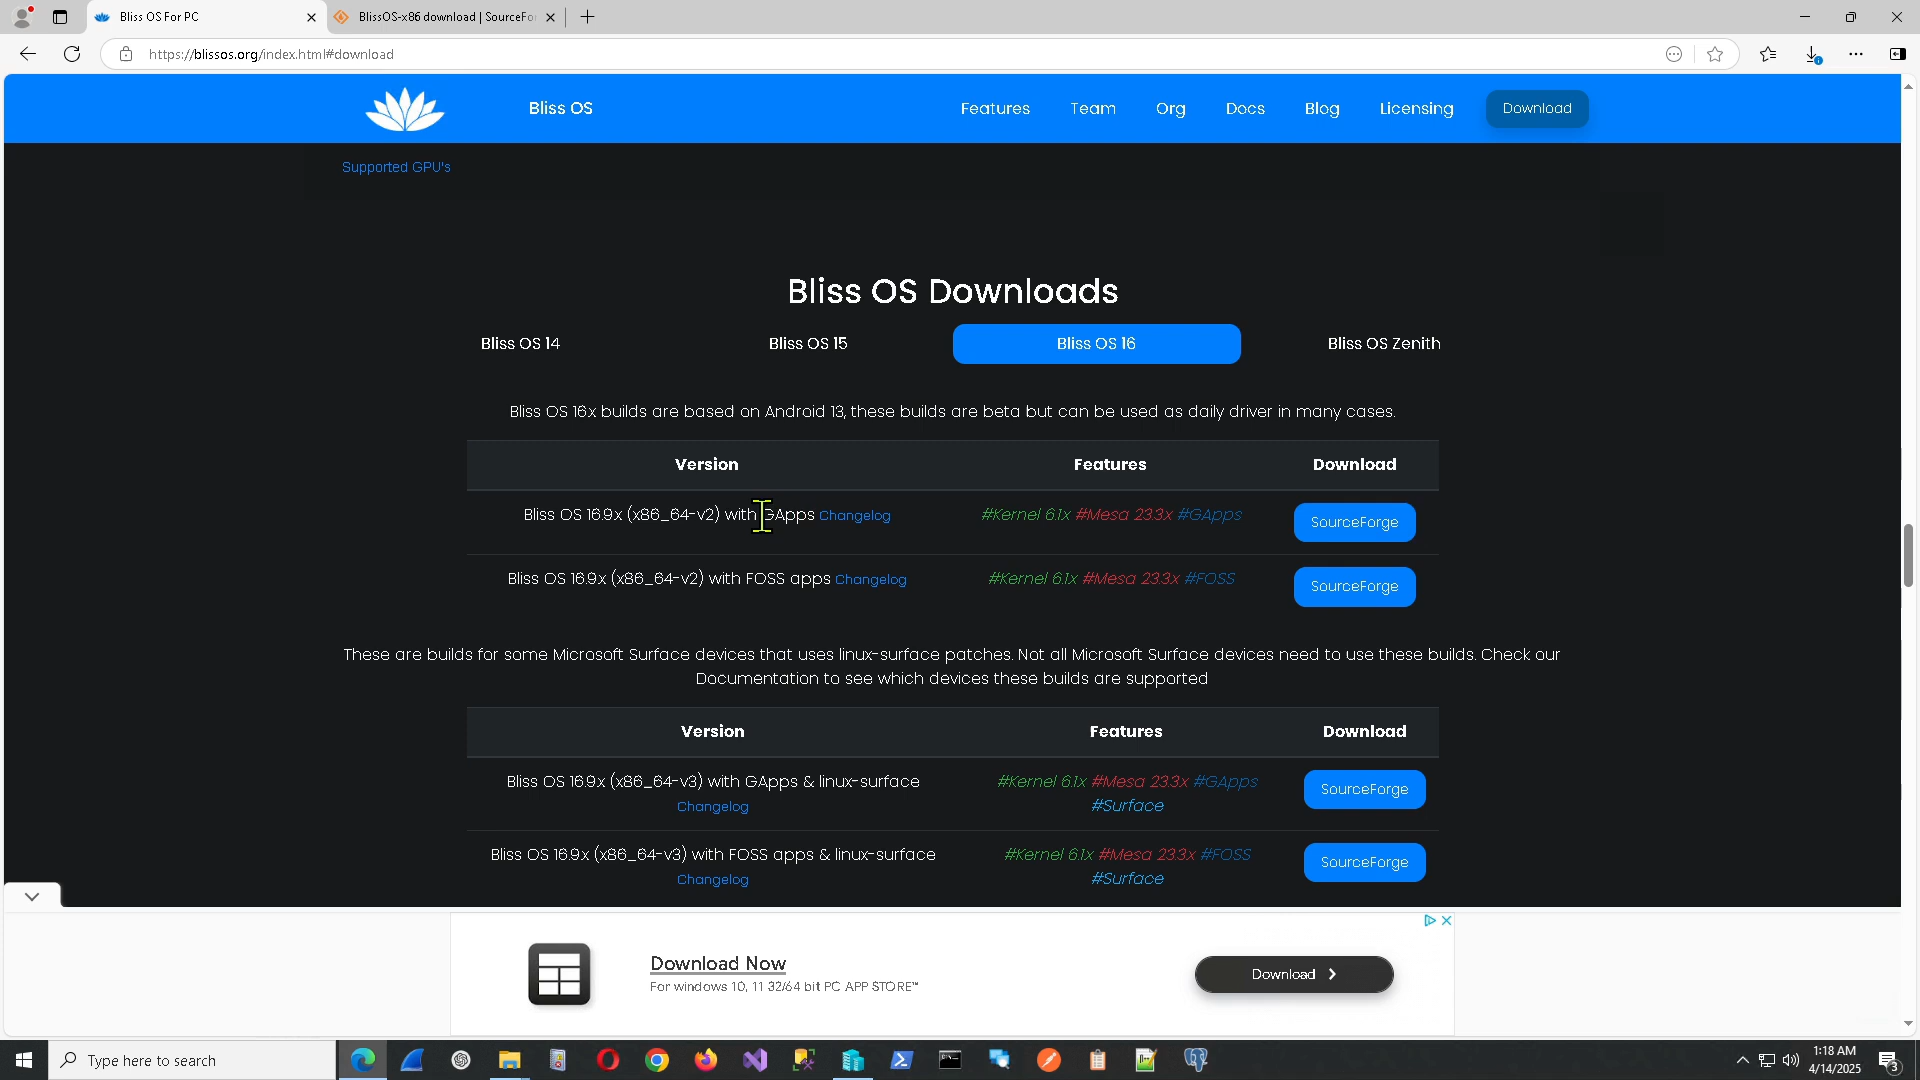 Bliss OS For PC
BlissOS-x86 download | SourceFo
https://blissos.org/index.html#download
Bliss OS
Features
Team
Org
Docs
Blog
Licensing
Download
Supported GPU's
Bliss OS Downloads
Bliss OS 14
Bliss OS 15
Bliss OS 16
Bliss OS Zenith
Bliss OS 16x builds are based on Android 13, these builds are beta but can be used as daily driver in many cases.
Version Features Download
Bliss OS 16.9x (x86_64-v2) with GApps Changelog #Kernel 6.1x #Mesa 23.3x #GApps SourceForge
Bliss OS 16.9x (x86_64-v2) with FOSS apps Changelog #Kernel 6.1x #Mesa 23.3x #FOSS SourceForge
These are builds for some Microsoft Surface devices that uses linux-surface patches. Not all Microsoft Surface devices need to use these builds. Check our
Documentation to see which devices these builds are supported
Version Features Download
Bliss OS 16.9x (x86_64-v3) with GApps & linux-surface #Kernel 6.1x #Mesa 23.3x #GApps SourceForge
Changelog #Surface
Bliss OS 16.9x (x86_64-v3) with FOSS apps & linux-surface #Kernel 6.1x #Mesa 23.3x #FOSS SourceForge
Changelog #Surface
Download Now
For windows 10, 11 32/64 bit PC APP STORE™
Download
Type here to search
1:18 AM
4/14/2025
3